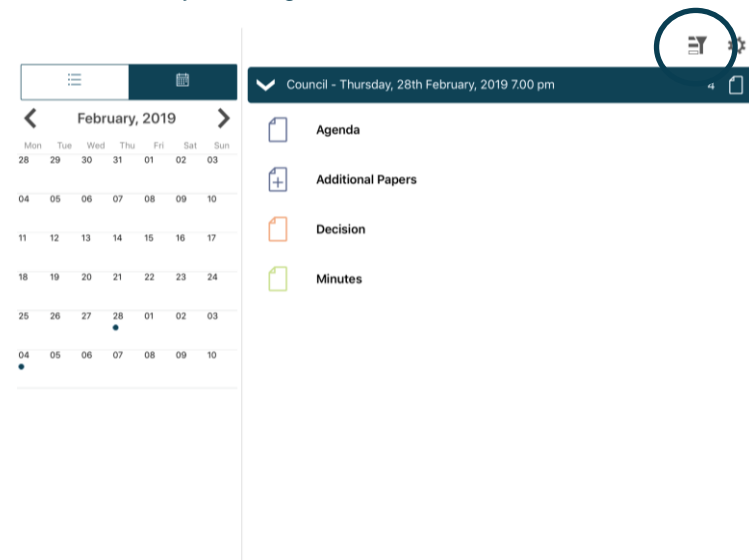 February, 2019
Mon Tue Wed Thu Fri Sat Sun
28 29 30 31 01 02 03
04 05 06 07 08 09 10
11 12 13 14 15 16 17
18 19 20 21 22 23 24
25 26 27 28 01 02 03
04 05 06 07 08 09 10
Council - Thursday, 28th February, 2019 7.00 pm 4
Agenda
Additional Papers
Decision
Minutes